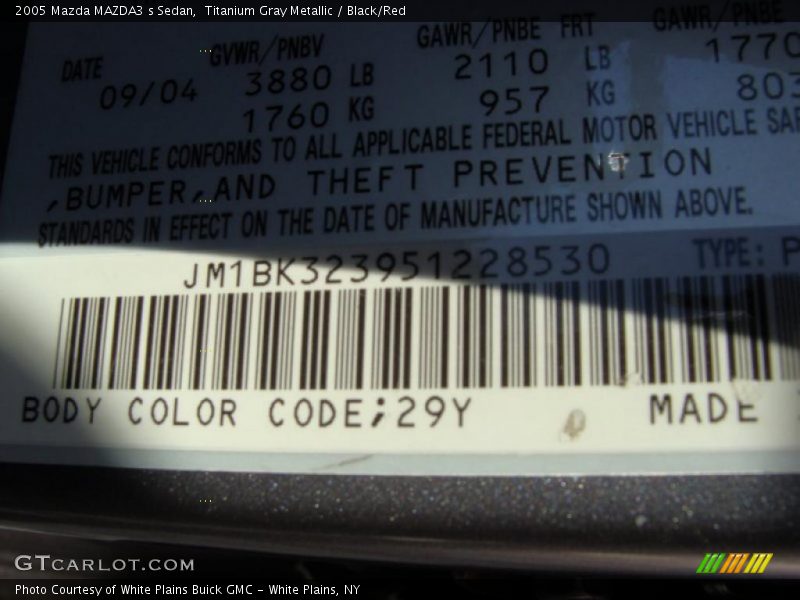 2005 Mazda MAZDA3 s Sedan, Titanium Gray Metallic / Black/Red
DATE GVWR/PNBV GAWR/PNBE FRT GAWR/PNBE
09/04 3880 LB 2110 LB 1770
1760 KG 957 KG 803
THIS VEHICLE CONFORMS TO ALL APPLICABLE FEDERAL MOTOR VEHICLE SAF
,BUMPER,AND THEFT PREVENTION
STANDARDS IN EFFECT ON THE DATE OF MANUFACTURE SHOWN ABOVE.
JM1BK323951228530 TYPE: P
BODY COLOR CODE;29Y MADE
GTCARLOT.COM
Photo Courtesy of White Plains Buick GMC - White Plains, NY